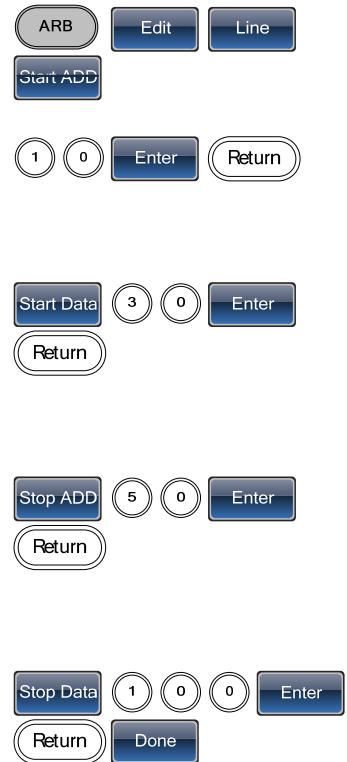 ARB Edit Line
Start ADD
1 0 Enter Return
Start Data 3 0 Enter
Return
Stop ADD 5 0 Enter
Return
Stop Data 1 0 0 Enter
Return Done